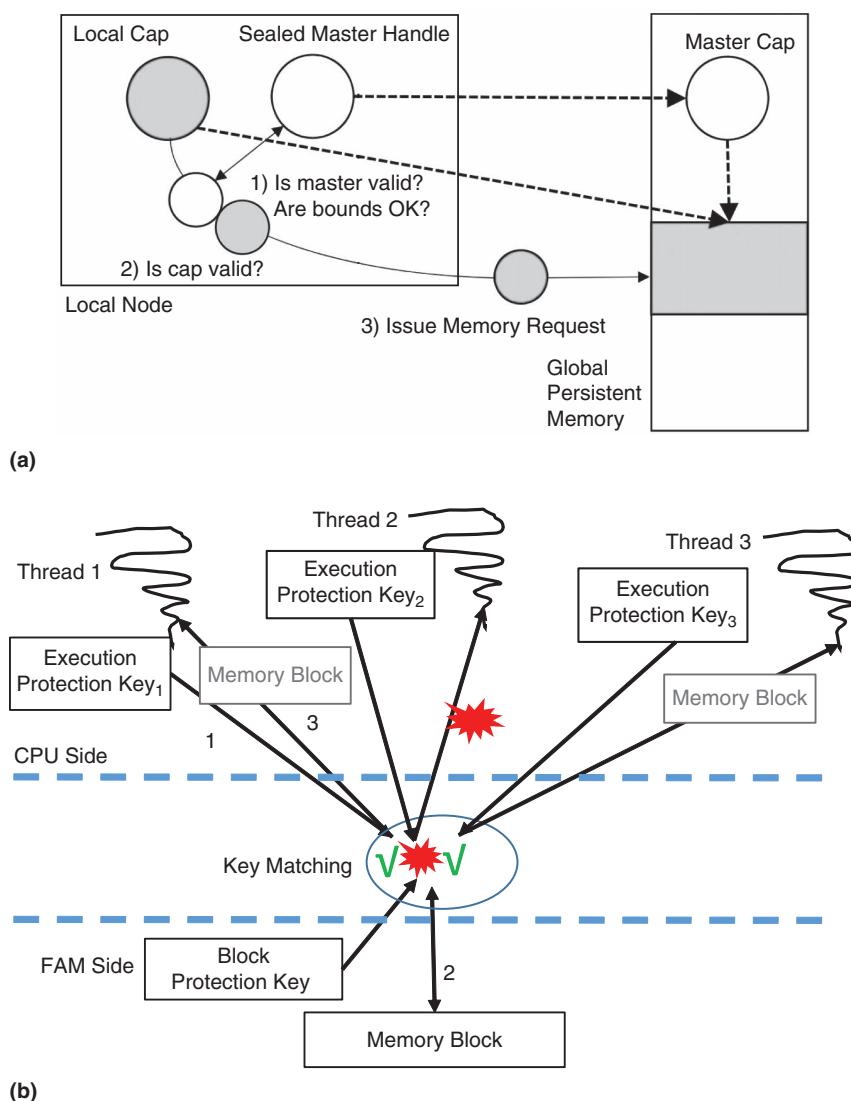 Local Cap
Sealed Master Handle
Master Cap
1) Is master valid?
Are bounds OK?
2) Is cap valid?
Local Node
3) Issue Memory Request
Global
Persistent
Memory
(a)
Thread 1
Thread 2
Thread 3
Execution
Protection Key₂
Execution
Protection Key₃
Execution
Protection Key₁
Memory Block
Memory Block
1
3
CPU Side
Key Matching
√
√
FAM Side
Block
Protection Key
2
Memory Block
(b)